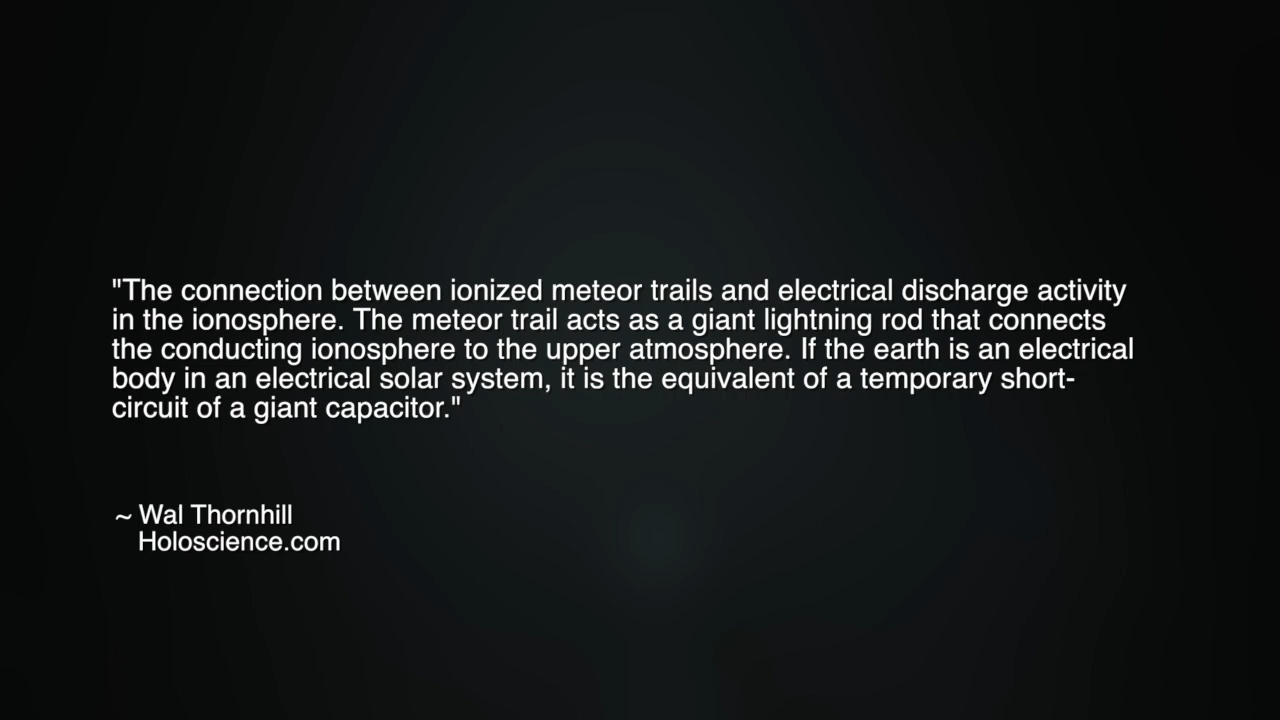 "The connection between ionized meteor trails and electrical discharge activity
in the ionosphere. The meteor trail acts as a giant lightning rod that connects
the conducting ionosphere to the upper atmosphere. If the earth is an electrical
body in an electrical solar system, it is the equivalent of a temporary short-
circuit of a giant capacitor."
~ Wal Thornhill
Holoscience.com